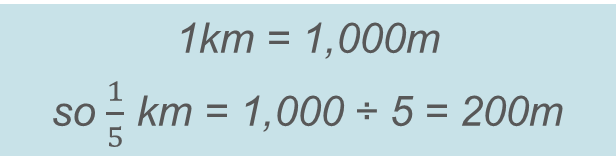 1km = 1,000m
so 1/5 km = 1,000 ÷ 5 = 200m